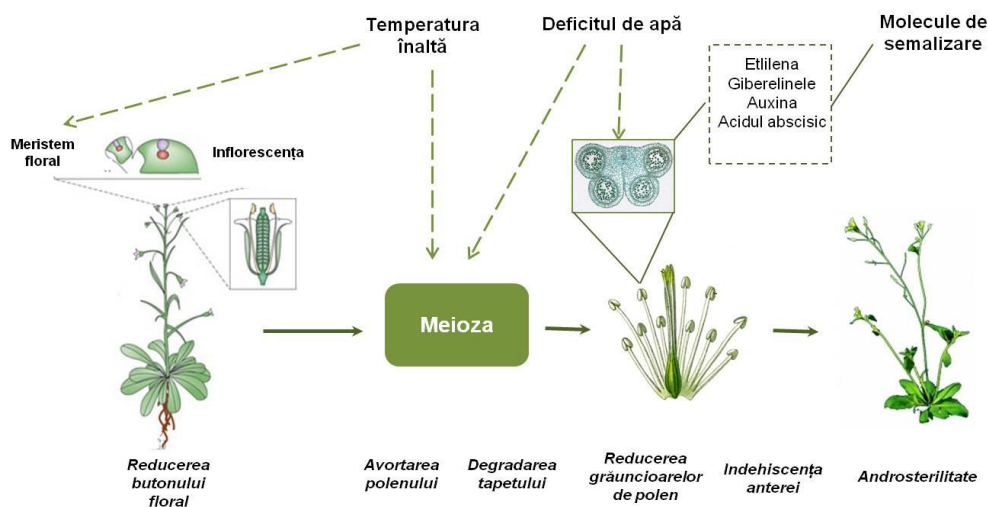 Temperatura
înaltă
Deficitul de apă
Molecule de
semalizare
Etlilena
Giberelinele
Auxina
Acidul abscisic
Meristem
floral
Inflorescența
Meioza
Reducerea
butonului
floral
Avortarea
polenului
Degradarea
tapetului
Reducerea
grăuncioarelor
de polen
Indehiscența
anterei
Androsterilitate